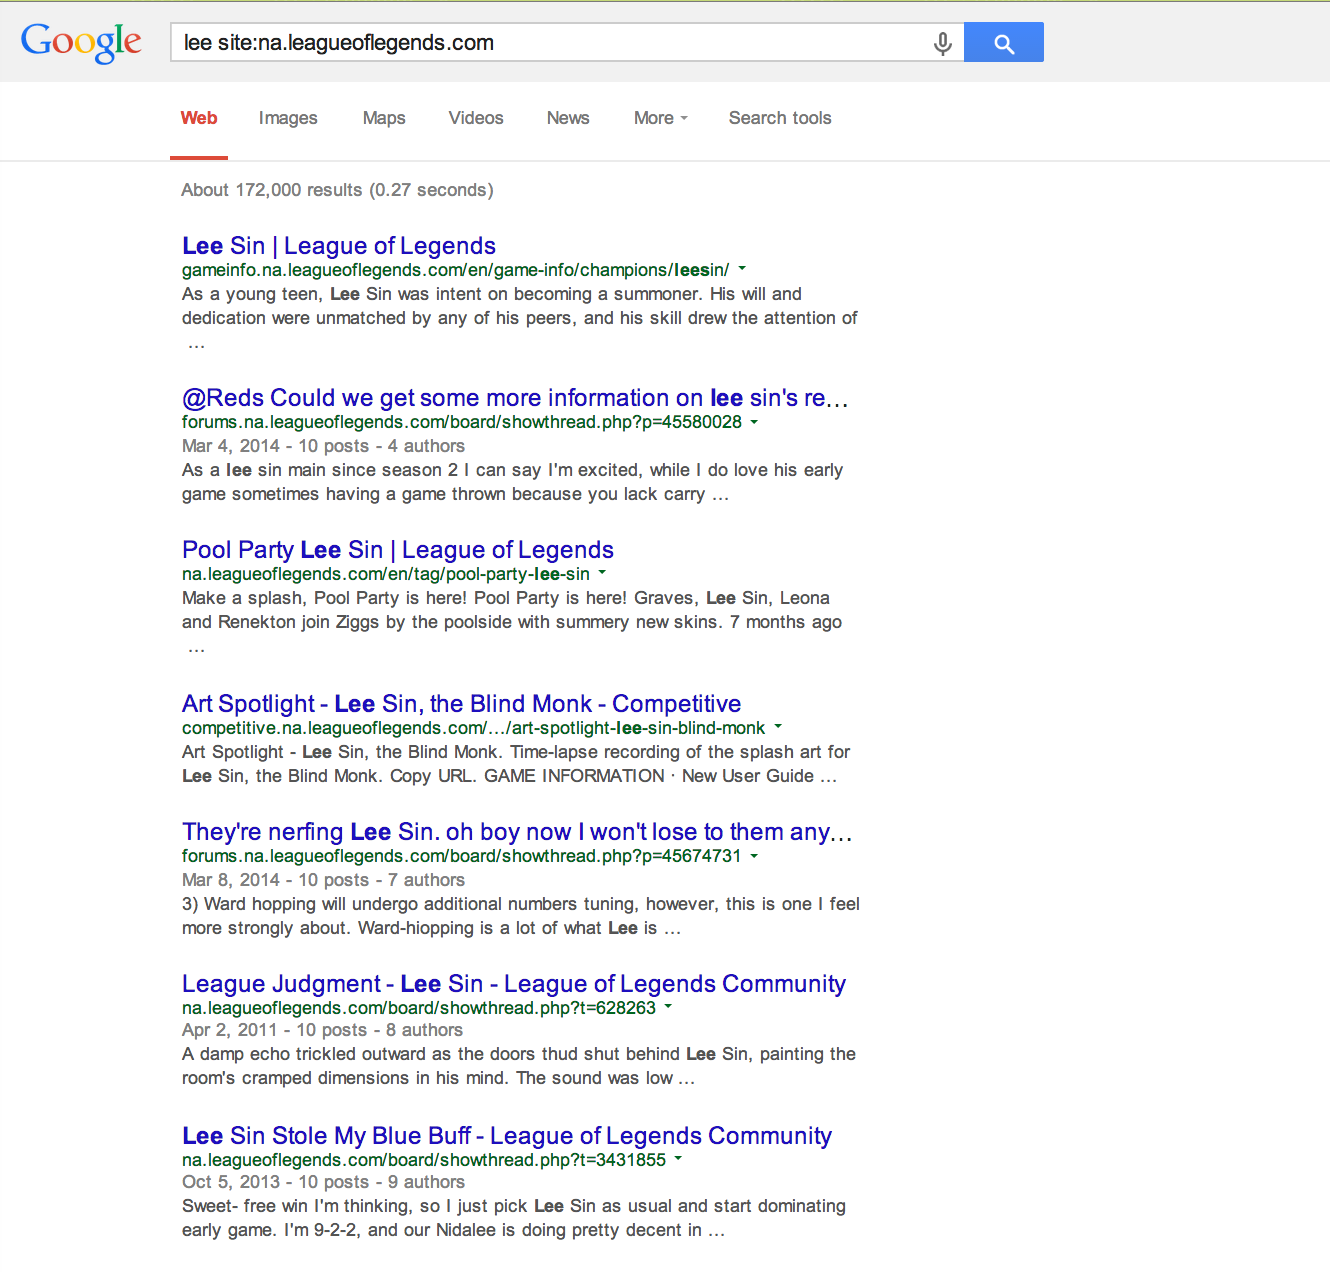 Google
lee site:na.leagueoflegends.com
Web Images Maps Videos News More Search tools
About 172,000 results (0.27 seconds)
Lee Sin | League of Legends
gameinfo.na.leagueoflegends.com/en/game-info/champions/leesin/
As a young teen, Lee Sin was intent on becoming a summoner. His will and
dedication were unmatched by any of his peers, and his skill drew the attention of
...
@Reds Could we get some more information on lee sin's re...
forums.na.leagueoflegends.com/board/showthread.php?p=45580028
Mar 4, 2014 - 10 posts - 4 authors
As a lee sin main since season 2 I can say I'm excited, while I do love his early
game sometimes having a game thrown because you lack carry ...
Pool Party Lee Sin | League of Legends
na.leagueoflegends.com/en/tag/pool-party-lee-sin
Make a splash, Pool Party is here! Pool Party is here! Graves, Lee Sin, Leona
and Renekton join Ziggs by the poolside with summery new skins. 7 months ago
...
Art Spotlight - Lee Sin, the Blind Monk - Competitive
competitive.na.leagueoflegends.com/.../art-spotlight-lee-sin-blind-monk
Art Spotlight - Lee Sin, the Blind Monk. Time-lapse recording of the splash art for
Lee Sin, the Blind Monk. Copy URL. GAME INFORMATION · New User Guide ...
They're nerfing Lee Sin. oh boy now I won't lose to them any...
forums.na.leagueoflegends.com/board/showthread.php?p=45674731
Mar 8, 2014 - 10 posts - 7 authors
3) Ward hopping will undergo additional numbers tuning, however, this is one I feel
more strongly about. Ward-hiopping is a lot of what Lee is ...
League Judgment - Lee Sin - League of Legends Community
na.leagueoflegends.com/board/showthread.php?t=628263
Apr 2, 2011 - 10 posts - 8 authors
A damp echo trickled outward as the doors thud shut behind Lee Sin, painting the
room's cramped dimensions in his mind. The sound was low ...
Lee Sin Stole My Blue Buff - League of Legends Community
na.leagueoflegends.com/board/showthread.php?t=3431855
Oct 5, 2013 - 10 posts - 9 authors
Sweet- free win I'm thinking, so I just pick Lee Sin as usual and start dominating
early game. I'm 9-2-2, and our Nidalee is doing pretty decent in ...